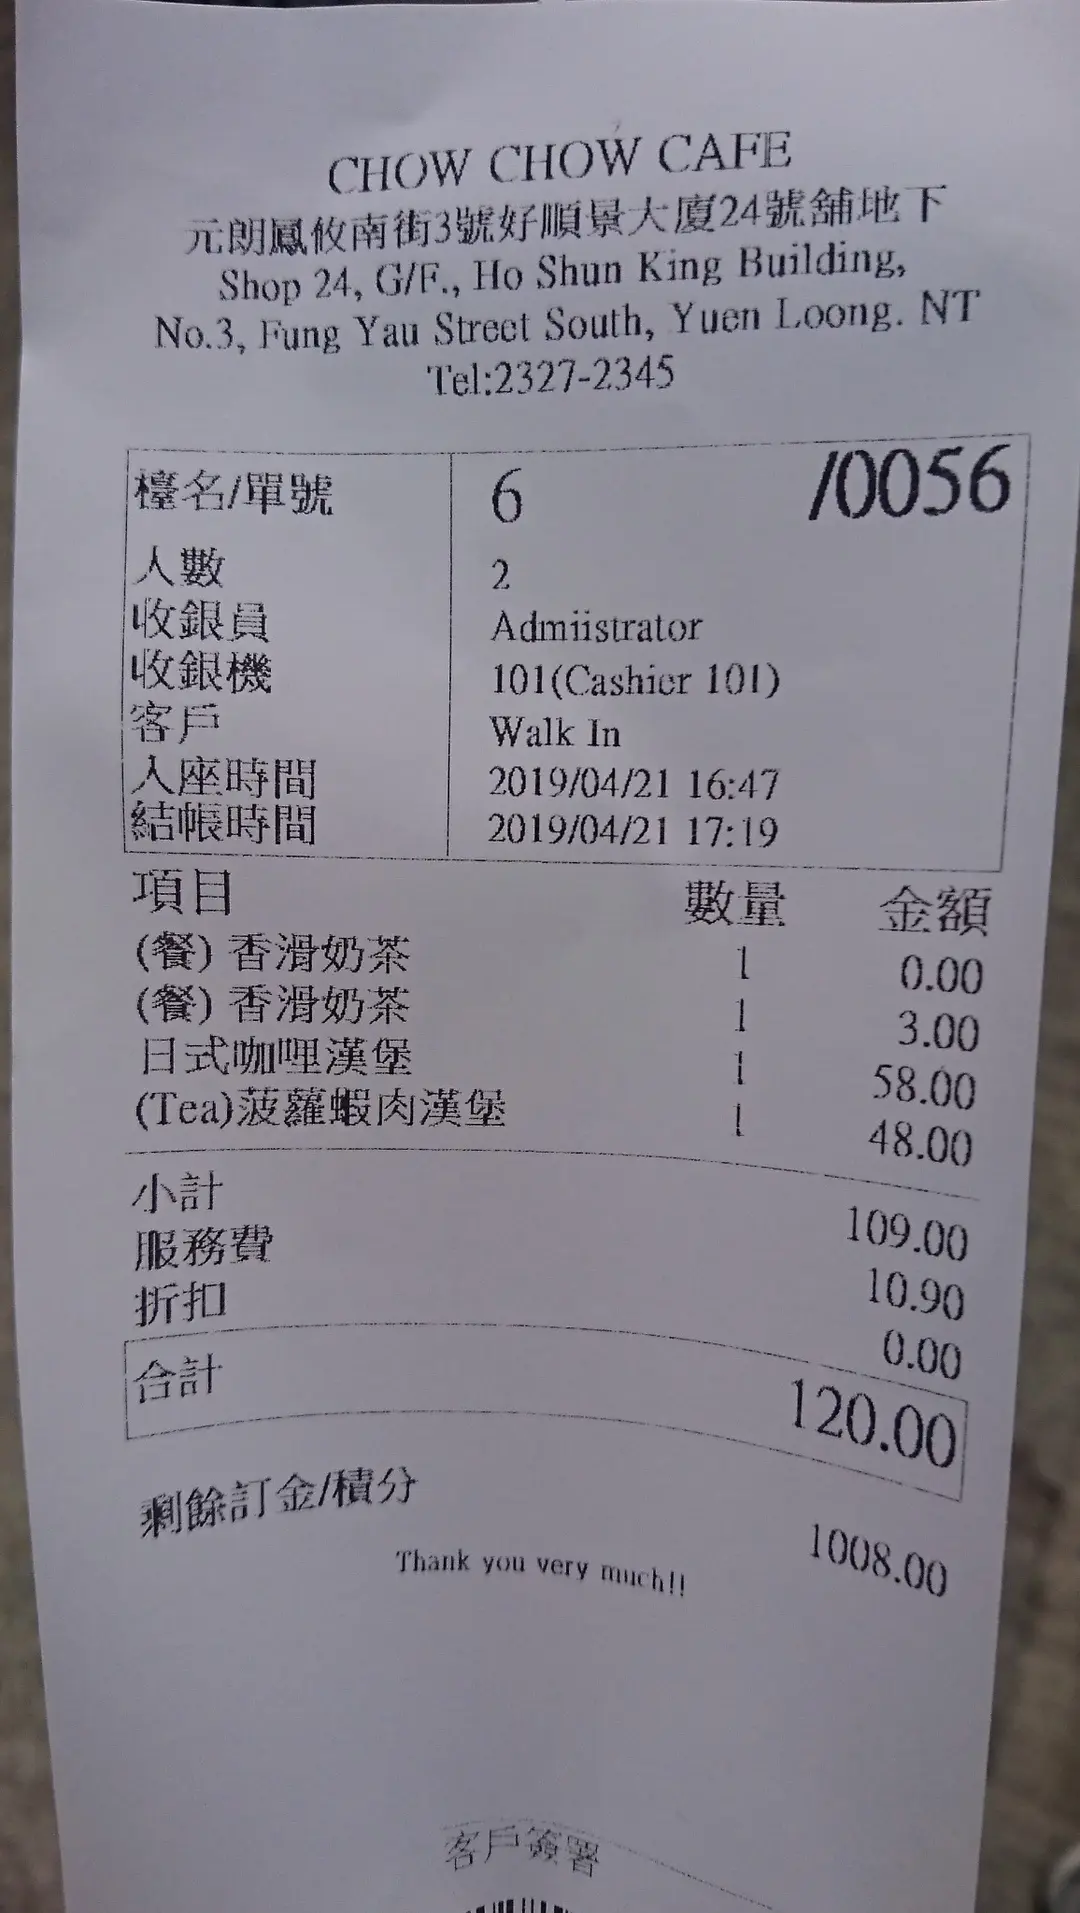 CHOW CHOW CAFE
元朗鳳攸南街3號好順景大廈24號舖地下
Shop 24, G/F., Ho Shun King Building,
No.3, Fung Yau Street South, Yuen Loong. NT
Tel:2327-2345
檯名/單號 6 /0056
人數 2
收銀員 Admiistrator
收銀機 101(Cashier 101)
客戶 Walk In
入座時間 2019/04/21 16:47
結帳時間 2019/04/21 17:19
項目 數量 金額
(餐) 香滑奶茶 1 0.00
(餐) 香滑奶茶 1 3.00
日式咖哩漢堡 1 58.00
(Tea)菠蘿蝦肉漢堡 1 48.00
小計 109.00
服務費 10.90
折扣 0.00
合計 120.00
剩餘訂金/積分 1008.00
Thank you very much!!
客戶簽署